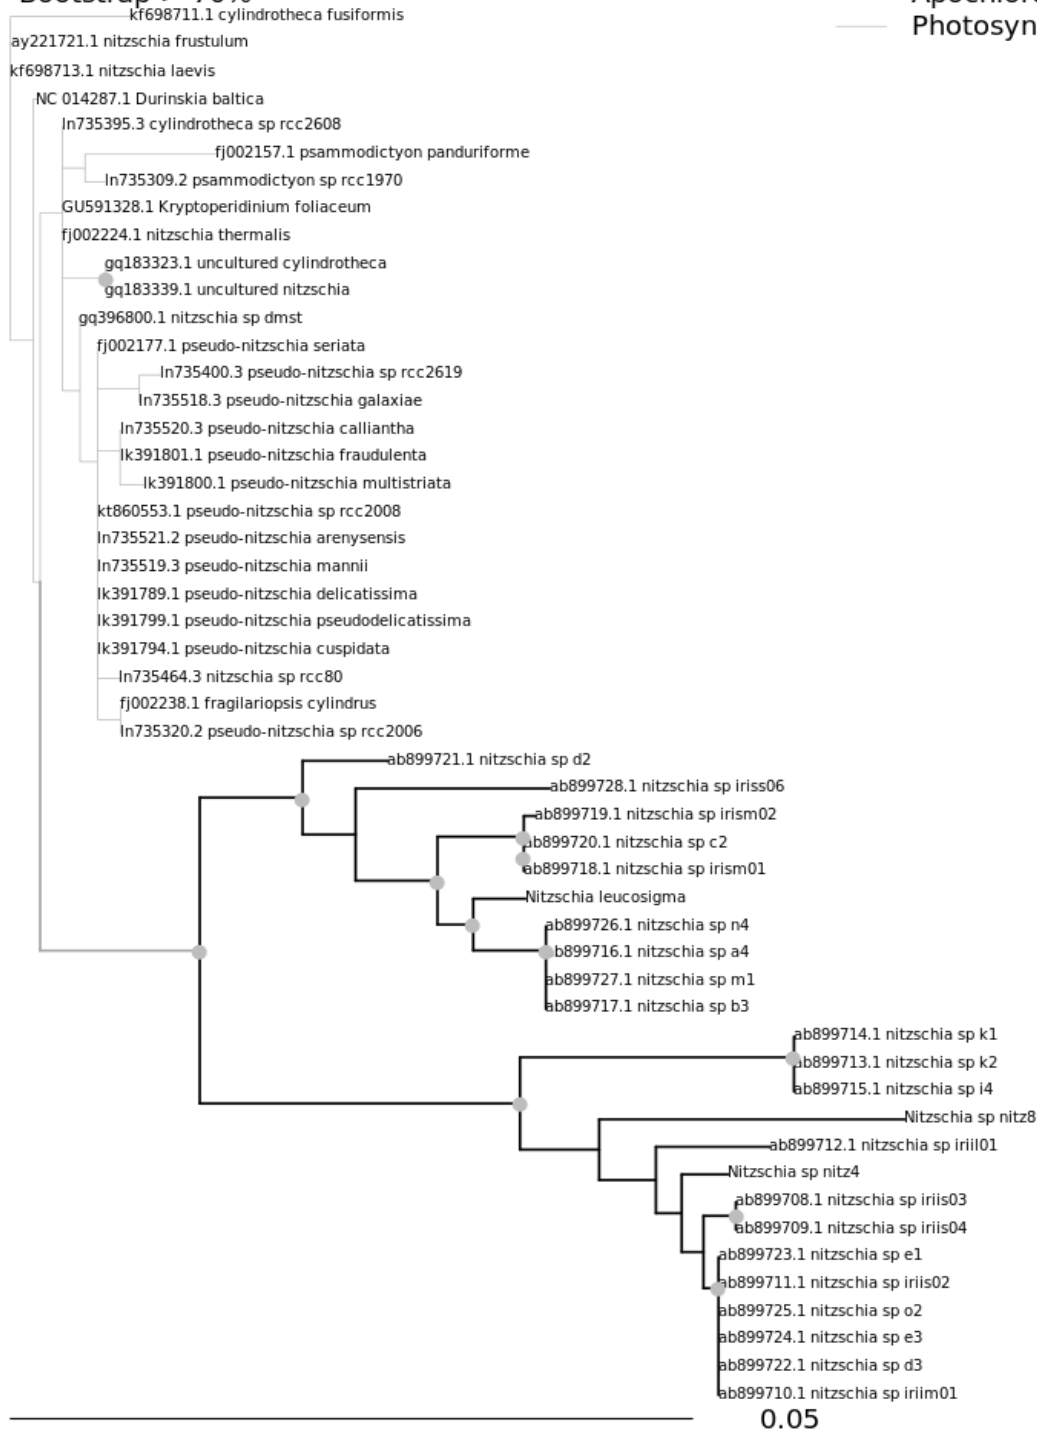 Bootstrap > 70%
kf698711.1 cylindrotheca fusiformis
Photosyn
ay221721.1 nitzschia frustulum
kf698713.1 nitzschia laevis
NC 014287.1 Durinskia baltica
ln735395.3 cylindrotheca sp rcc2608
fj002157.1 psammodictyon panduriforme
ln735309.2 psammodictyon sp rcc1970
GU591328.1 Kryptoperidinium foliaceum
fj002224.1 nitzschia thermalis
gq183323.1 uncultured cylindrotheca
gq183339.1 uncultured nitzschia
gq396800.1 nitzschia sp dmst
fj002177.1 pseudo-nitzschia seriata
ln735400.3 pseudo-nitzschia sp rcc2619
ln735518.3 pseudo-nitzschia galaxiae
ln735520.3 pseudo-nitzschia calliantha
lk391801.1 pseudo-nitzschia fraudulenta
lk391800.1 pseudo-nitzschia multistriata
kt860553.1 pseudo-nitzschia sp rcc2008
ln735521.2 pseudo-nitzschia arenysensis
ln735519.3 pseudo-nitzschia mannii
lk391789.1 pseudo-nitzschia delicatissima
lk391799.1 pseudo-nitzschia pseudodelicatissima
lk391794.1 pseudo-nitzschia cuspidata
ln735464.3 nitzschia sp rcc80
fj002238.1 fragilariopsis cylindrus
ln735320.2 pseudo-nitzschia sp rcc2006
ab899721.1 nitzschia sp d2
ab899728.1 nitzschia sp iriss06
ab899719.1 nitzschia sp irism02
ab899720.1 nitzschia sp c2
ab899718.1 nitzschia sp irism01
Nitzschia leucosigma
ab899726.1 nitzschia sp n4
ab899716.1 nitzschia sp a4
ab899727.1 nitzschia sp m1
ab899717.1 nitzschia sp b3
ab899714.1 nitzschia sp k1
ab899713.1 nitzschia sp k2
ab899715.1 nitzschia sp i4
Nitzschia sp nitz8
ab899712.1 nitzschia sp iriil01
Nitzschia sp nitz4
ab899708.1 nitzschia sp iriis03
ab899709.1 nitzschia sp iriis04
ab899723.1 nitzschia sp e1
ab899711.1 nitzschia sp iriis02
ab899725.1 nitzschia sp o2
ab899724.1 nitzschia sp e3
ab899722.1 nitzschia sp d3
ab899710.1 nitzschia sp iriim01
0.05